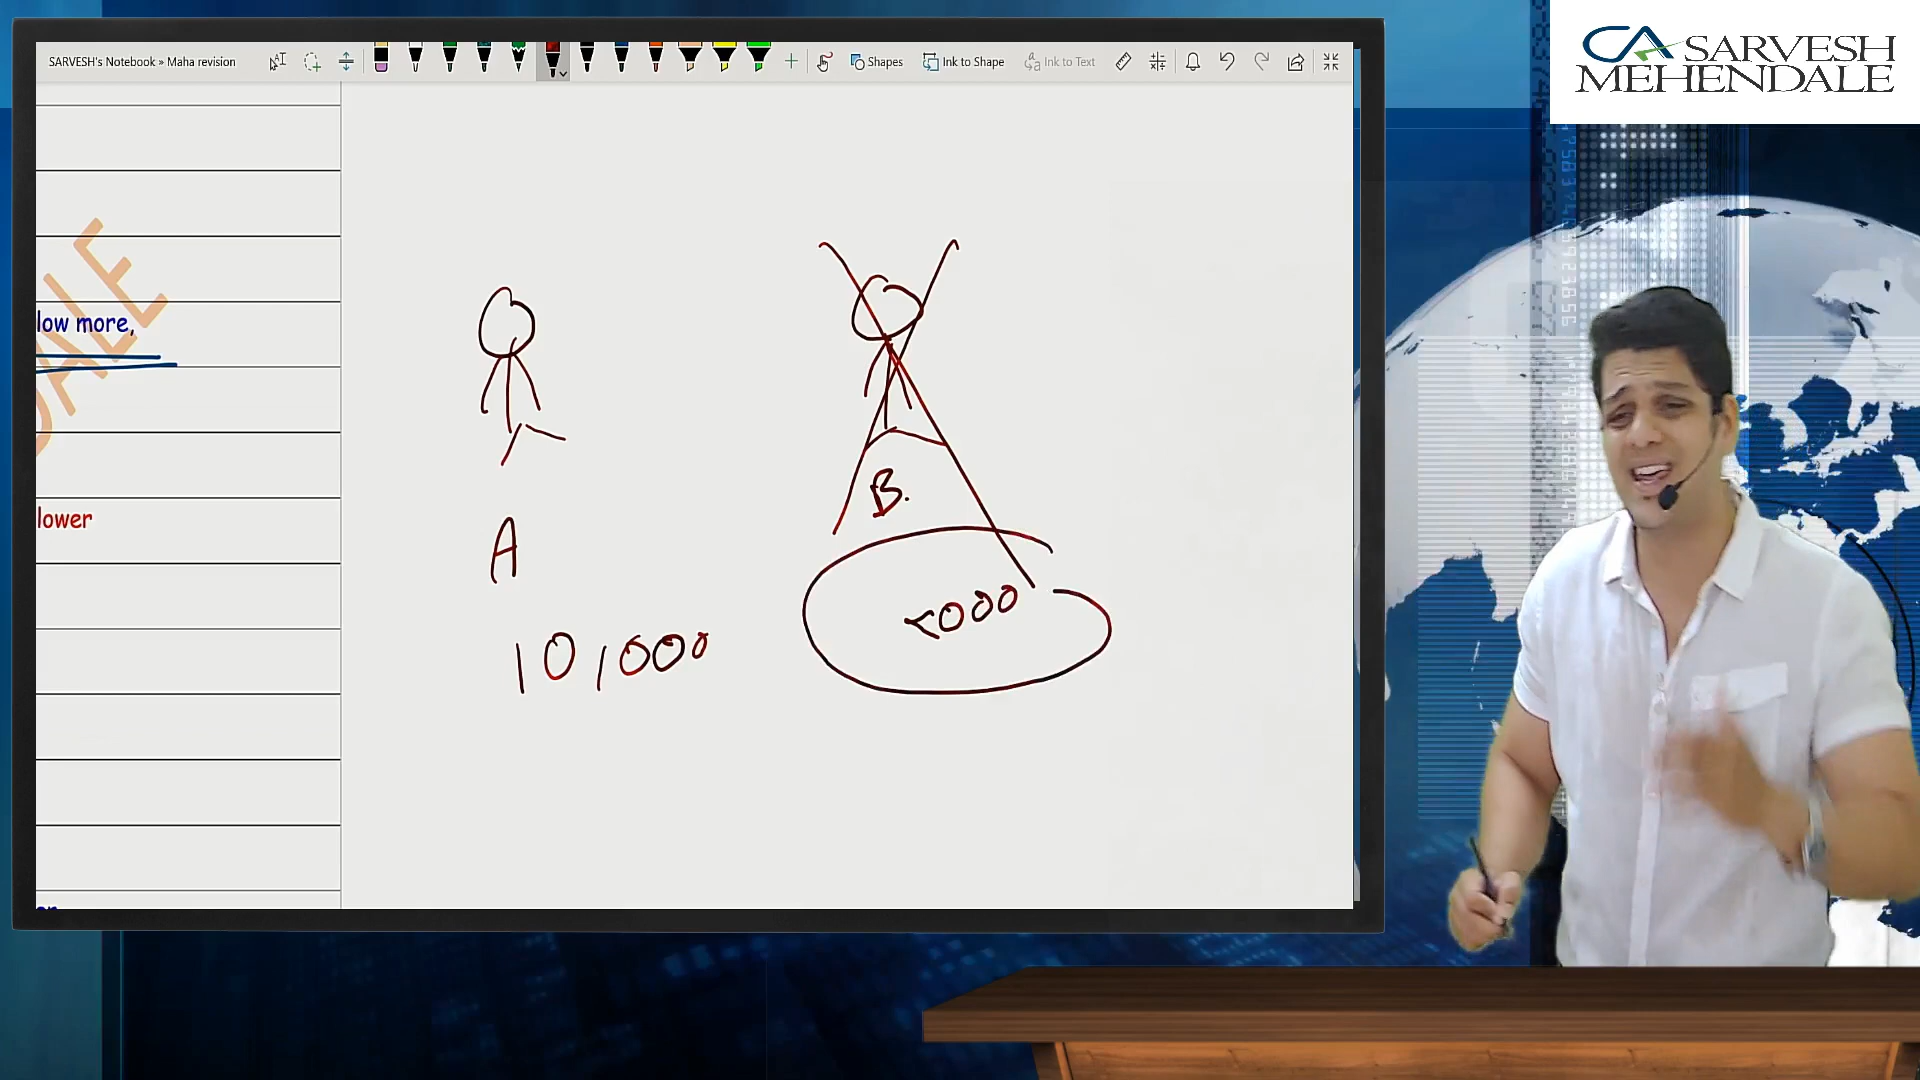 SARVESH's Notebook » Maha revision
Shapes
Ink to Shape
Ink to Text
CA SARVESH
MEHENDALE
DALE
low more,
lower
A
10,000
B.